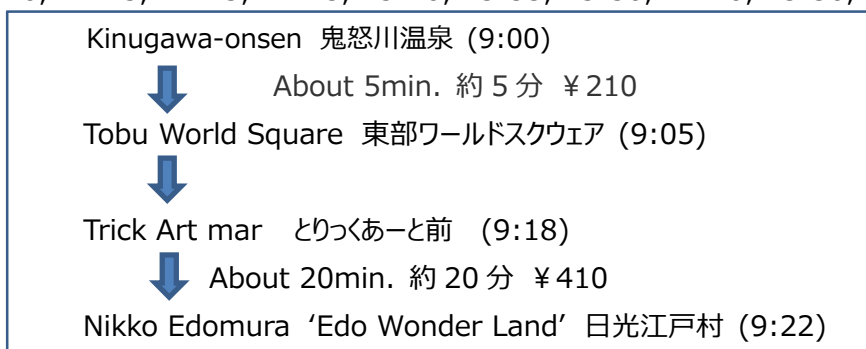 Kinugawa-onsen 鬼怒川温泉 (9:00)
About 5min. 約 5 分 ¥210
Tobu World Square 東部ワールドスクウェア (9:05)
Trick Art mar とりっくあーと前 (9:18)
About 20min. 約 20 分 ¥410
Nikko Edomura ‘Edo Wonder Land’ 日光江戸村 (9:22)